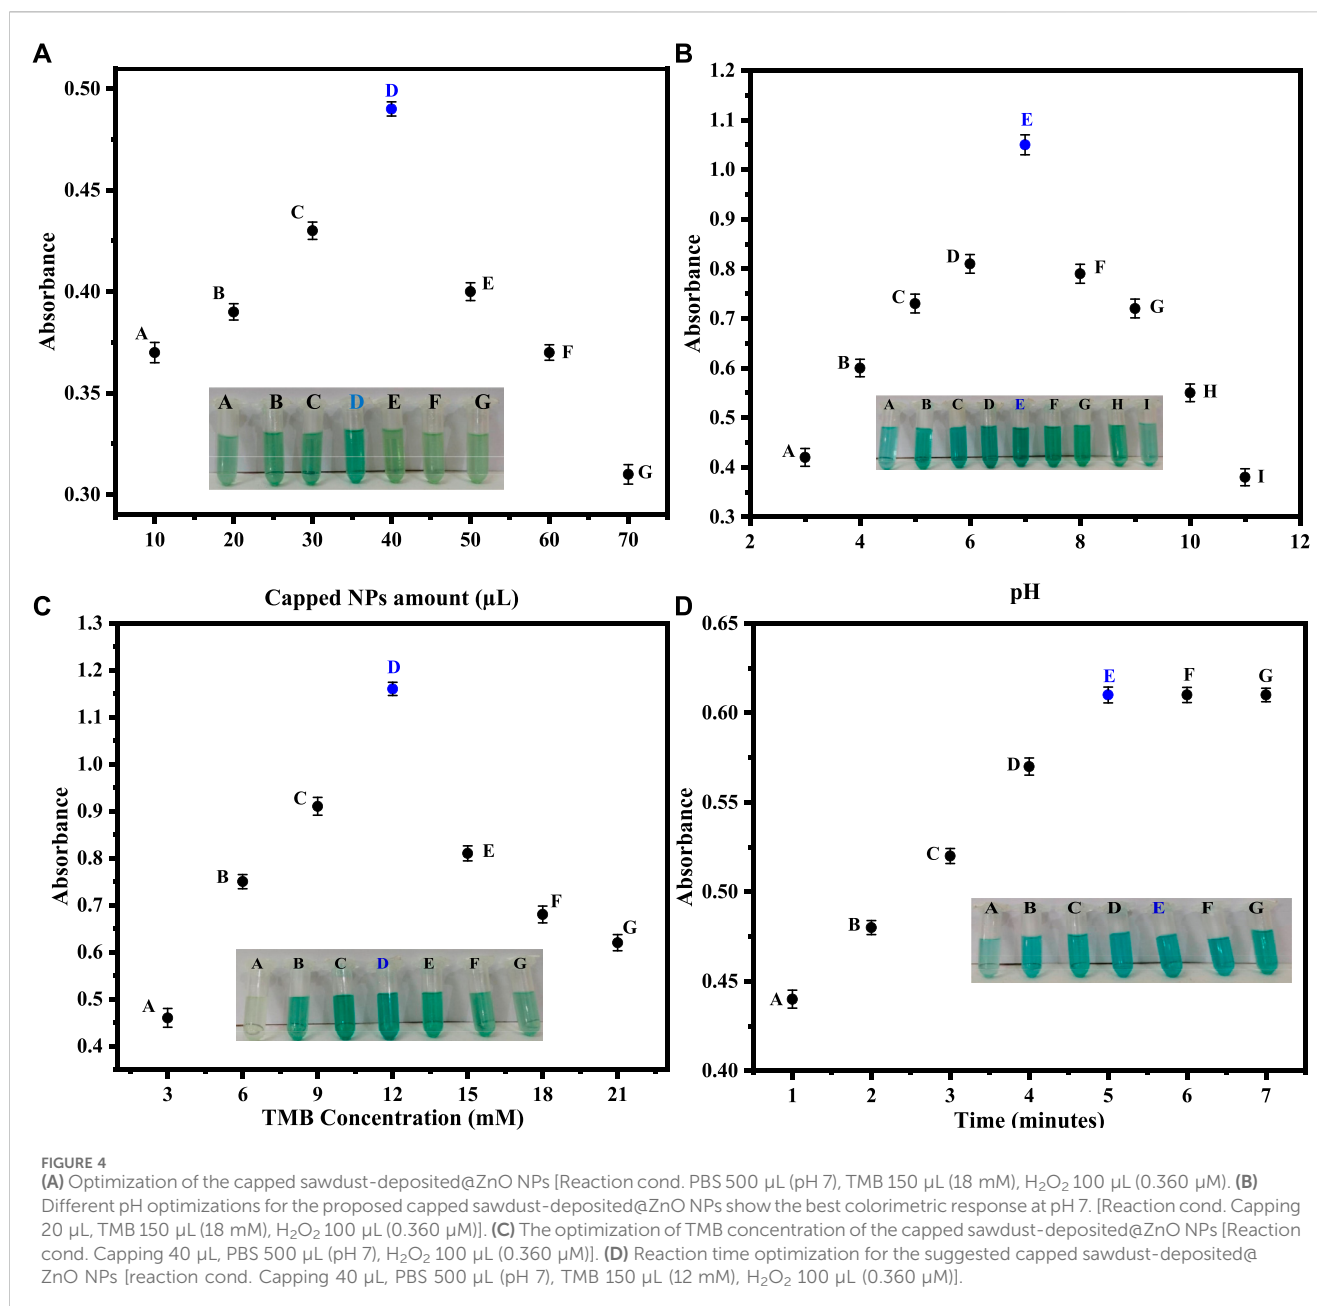 A
0.50
0.45
0.40
0.35
0.30
Absorbance
A
B
C
D
E
F
G
A B C D E F G
10 20 30 40 50 60 70
Capped NPs amount (µL)
B
1.2
1.1
1.0
0.9
0.8
0.7
0.6
0.5
0.4
0.3
Absorbance
A
B
C
D
E
F
G
H
I
A B C D E F G H I
2 4 6 8 10 12
pH
C
1.3
1.2
1.1
1.0
0.9
0.8
0.7
0.6
0.5
0.4
Absorbance
A
B
C
D
E
F
G
A B C D E F G
3 6 9 12 15 18 21
TMB Concentration (mM)
D
0.65
0.60
0.55
0.50
0.45
0.40
Absorbance
A
B
C
D
E
F
G
A B C D E F G
1 2 3 4 5 6 7
Time (minutes)
FIGURE 4
(A) Optimization of the capped sawdust-deposited@ZnO NPs [Reaction cond. PBS 500 µL (pH 7), TMB 150 µL (18 mM), H₂O₂ 100 µL (0.360 µM). (B)
Different pH optimizations for the proposed capped sawdust-deposited@ZnO NPs show the best colorimetric response at pH 7. [Reaction cond. Capping
20 µL, TMB 150 µL (18 mM), H₂O₂ 100 µL (0.360 µM)]. (C) The optimization of TMB concentration of the capped sawdust-deposited@ZnO NPs [Reaction
cond. Capping 40 µL, PBS 500 µL (pH 7), H₂O₂ 100 µL (0.360 µM)]. (D) Reaction time optimization for the suggested capped sawdust-deposited@
ZnO NPs [reaction cond. Capping 40 µL, PBS 500 µL (pH 7), TMB 150 µL (12 mM), H₂O₂ 100 µL (0.360 µM)].